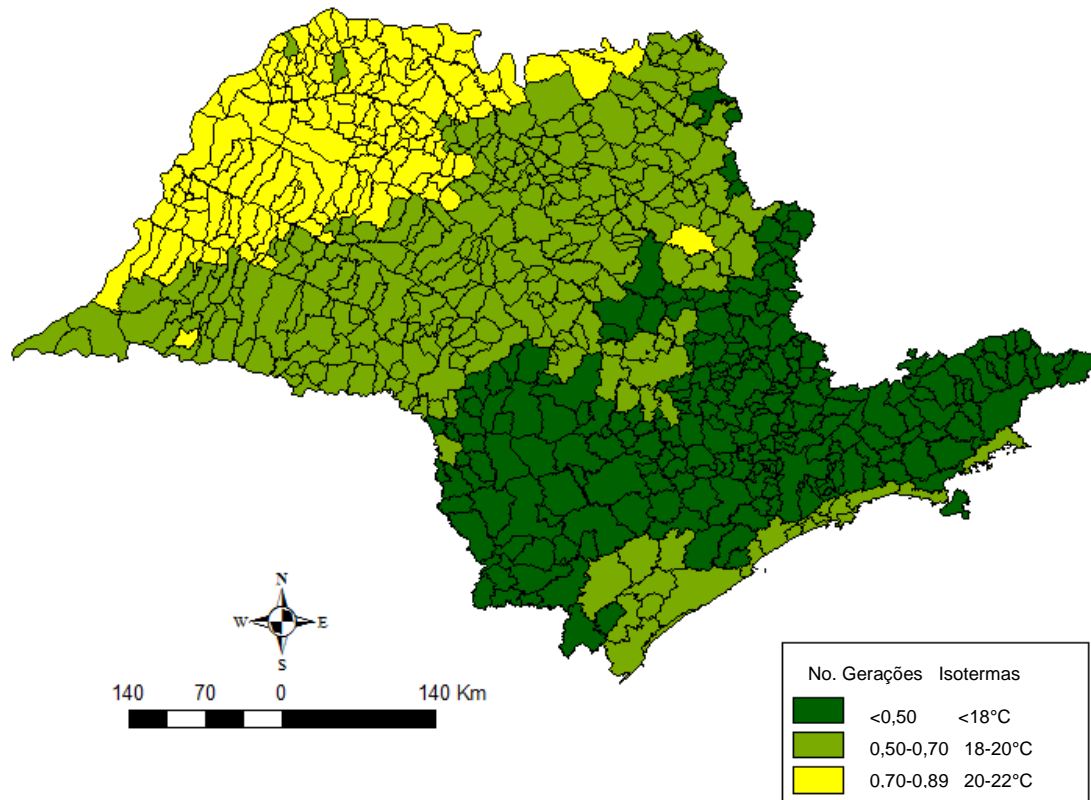 N
W E
S
140 70 0 140 Km
No. Gerações Isotermas
<0,50 <18°C
0,50-0,70 18-20°C
0,70-0,89 20-22°C